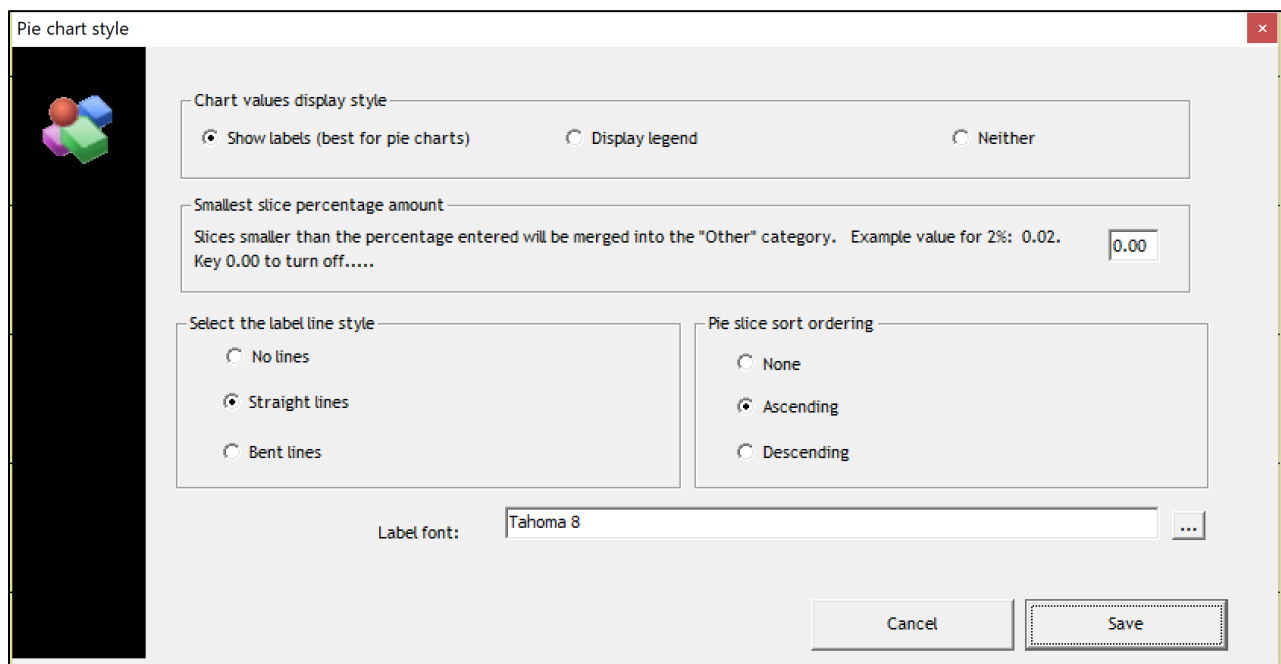 Pie chart style
Chart values display style
Show labels (best for pie charts)
Display legend
Neither
Smallest slice percentage amount
Slices smaller than the percentage entered will be merged into the "Other" category.   Example value for 2%:  0.02.
Key 0.00 to turn off.....
0.00
Select the label line style
No lines
Straight lines
Bent lines
Pie slice sort ordering
None
Ascending
Descending
Label font:
Tahoma 8
...
Cancel
Save